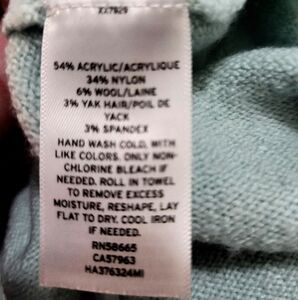 XX7929
54% ACRYLIC/ACRYLIQUE
34% NYLON
6% WOOL/LAINE
3% YAK HAIR/POIL DE
YACK
3% SPANDEX
HAND WASH COLD, WITH
LIKE COLORS. ONLY NON-
CHLORINE BLEACH IF
NEEDED. ROLL IN TOWEL
TO REMOVE EXCESS
MOISTURE, RESHAPE, LAY
FLAT TO DRY. COOL IRON
IF NEEDED.
RN58665
CA57963
HA376324MI